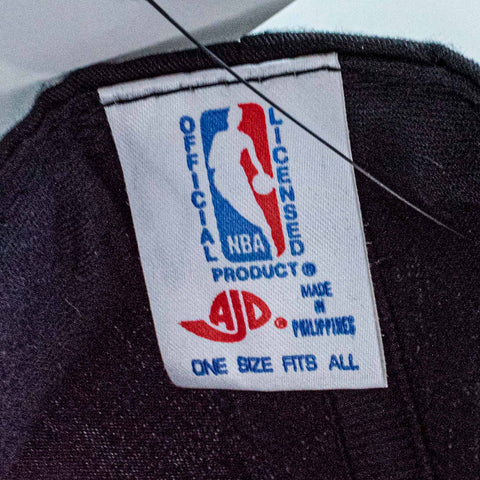 OFFICIAL
LICENSED
NBA
PRODUCT®
AJD®
MADE
IN
PHILIPPINES
ONE SIZE FITS ALL